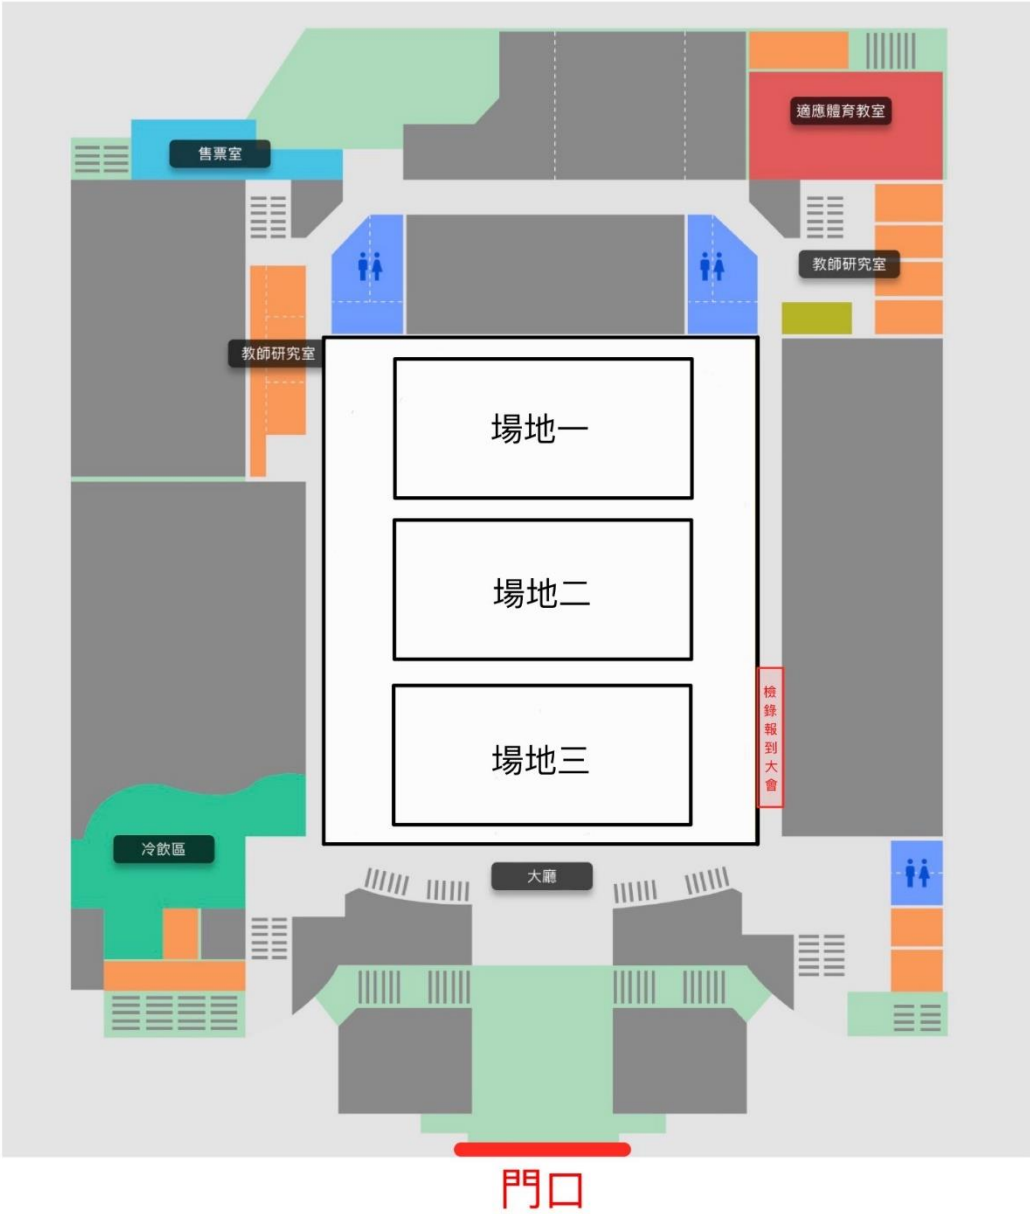 適應體育教室
售票室
教師研究室
教師研究室
場地一
場地二
檢錄報到大會
場地三
冷飲區
大廳
門口